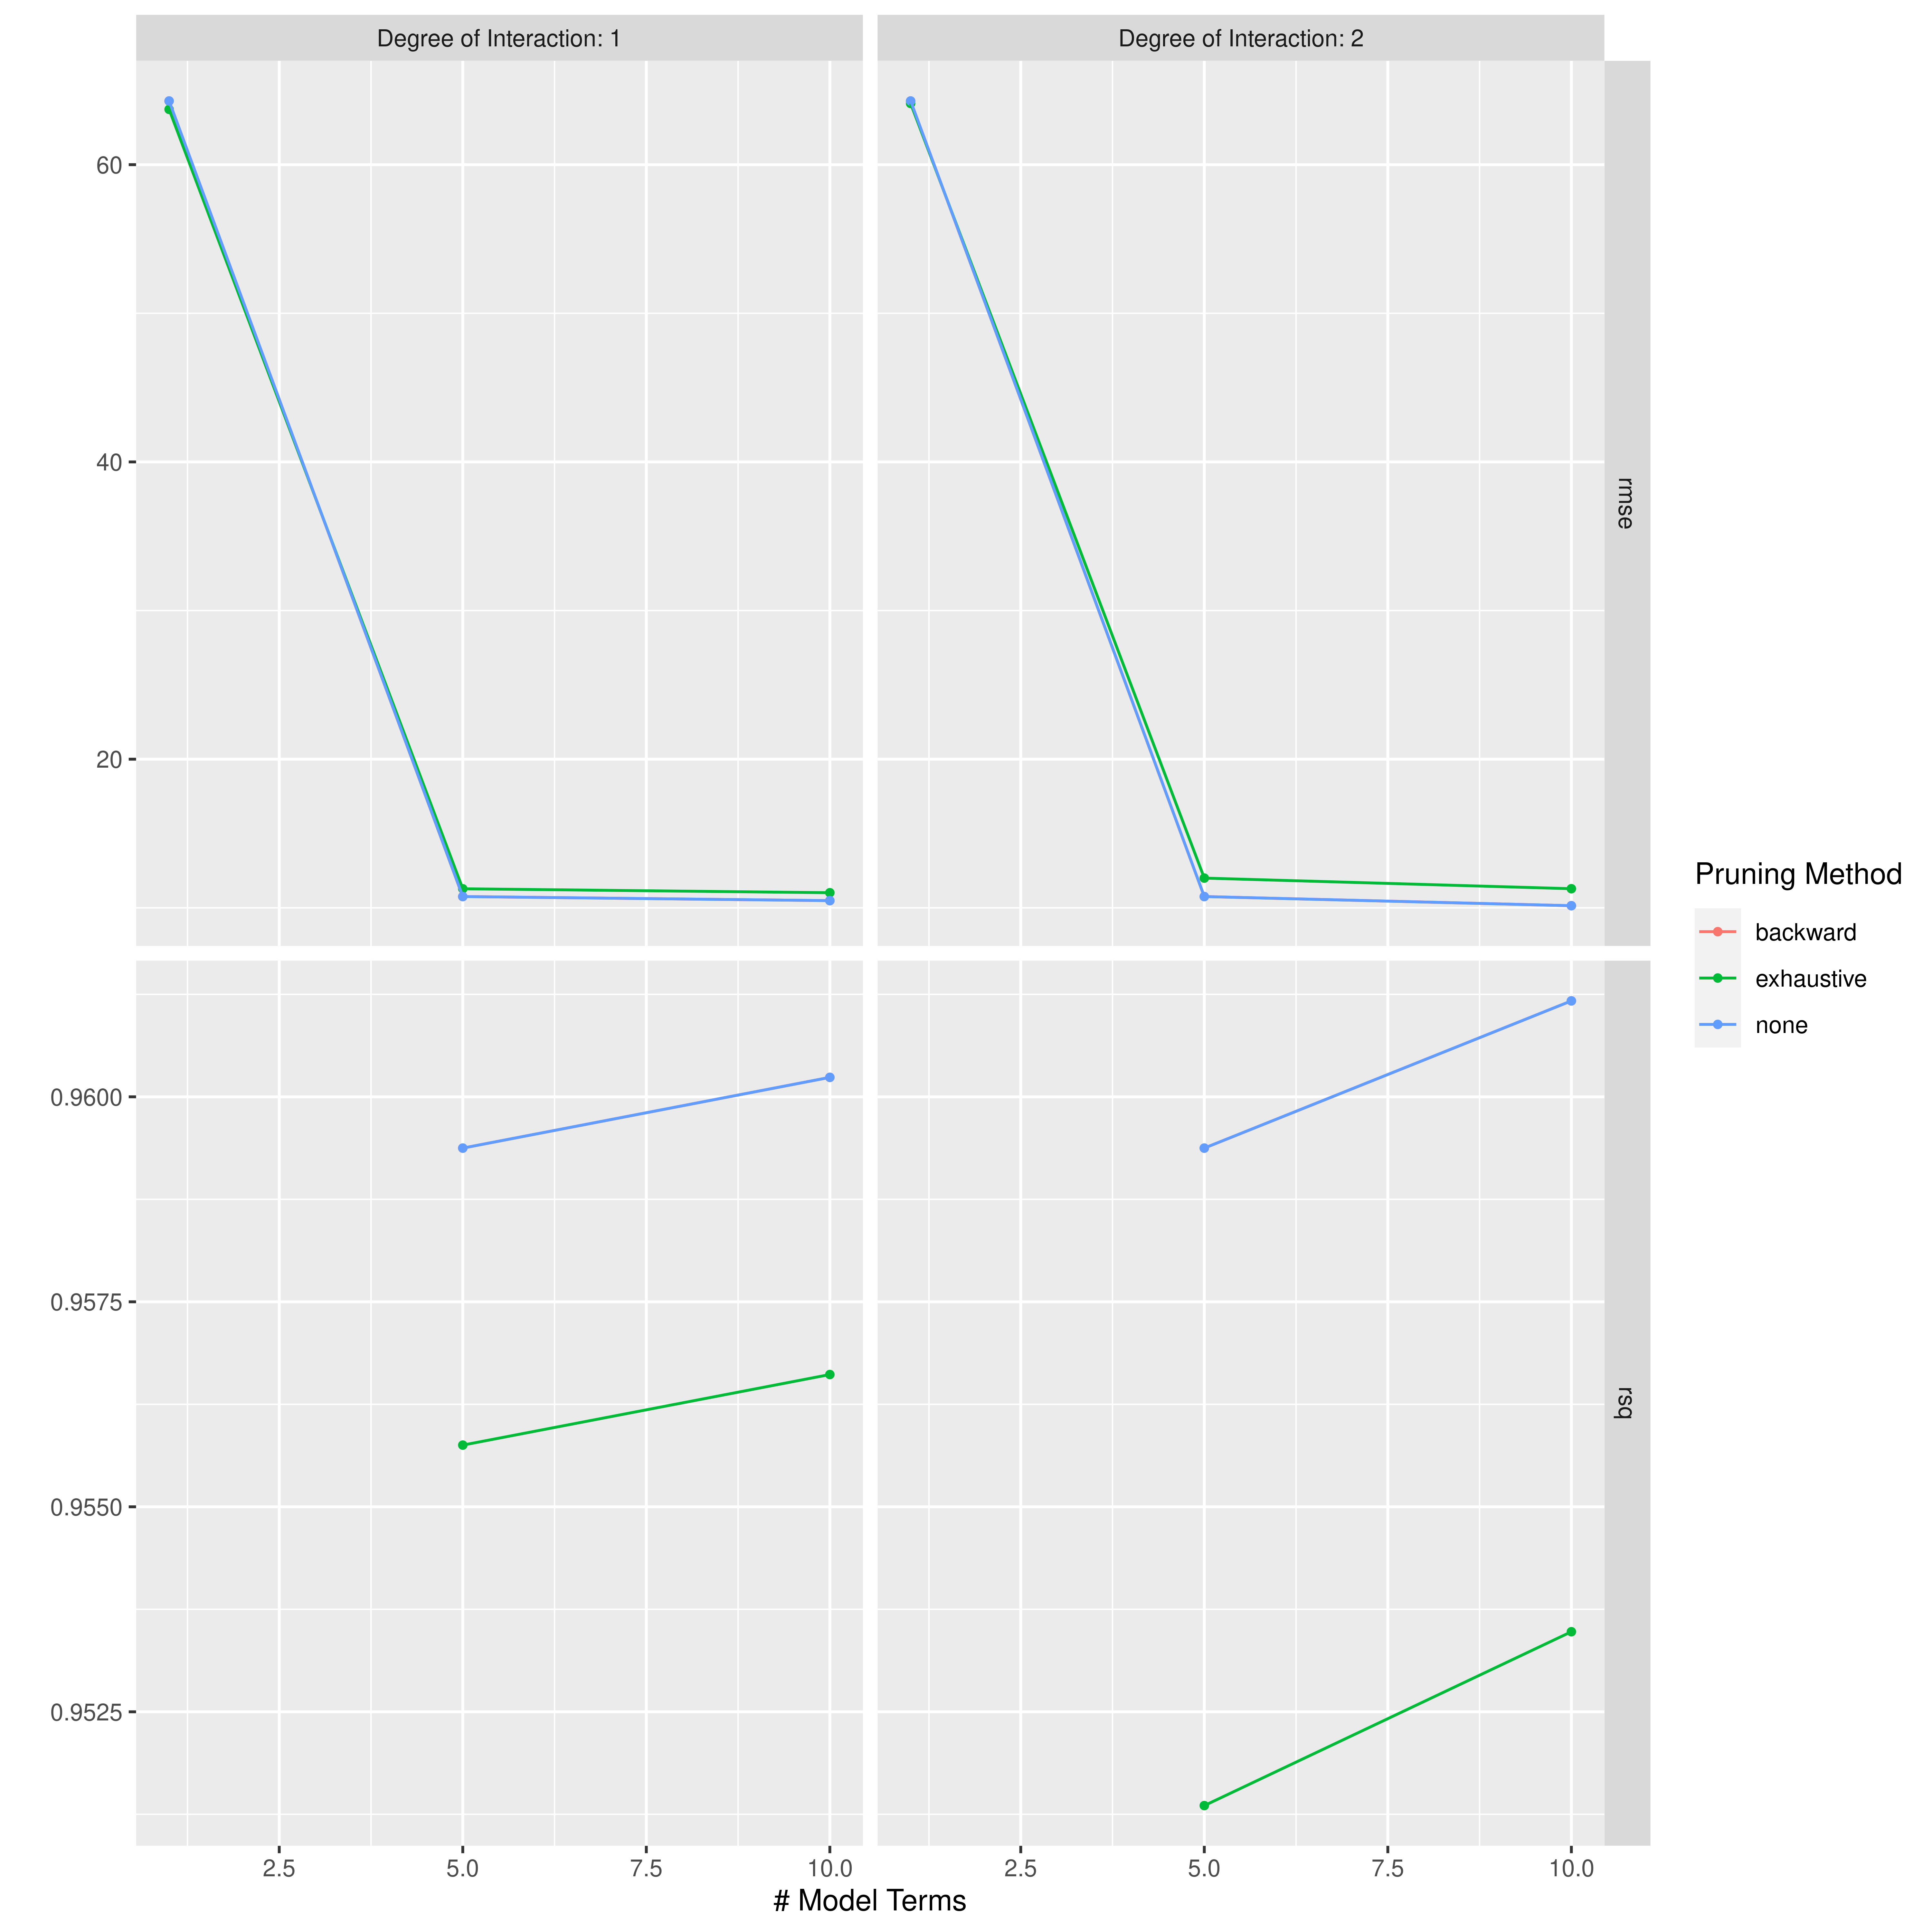 Degree of Interaction: 1
Degree of Interaction: 2
60
40
20
rmse
0.9600
0.9575
0.9550
0.9525
rsq
2.5
5.0
7.5
10.0
2.5
5.0
7.5
10.0
# Model Terms
Pruning Method
backward
exhaustive
none